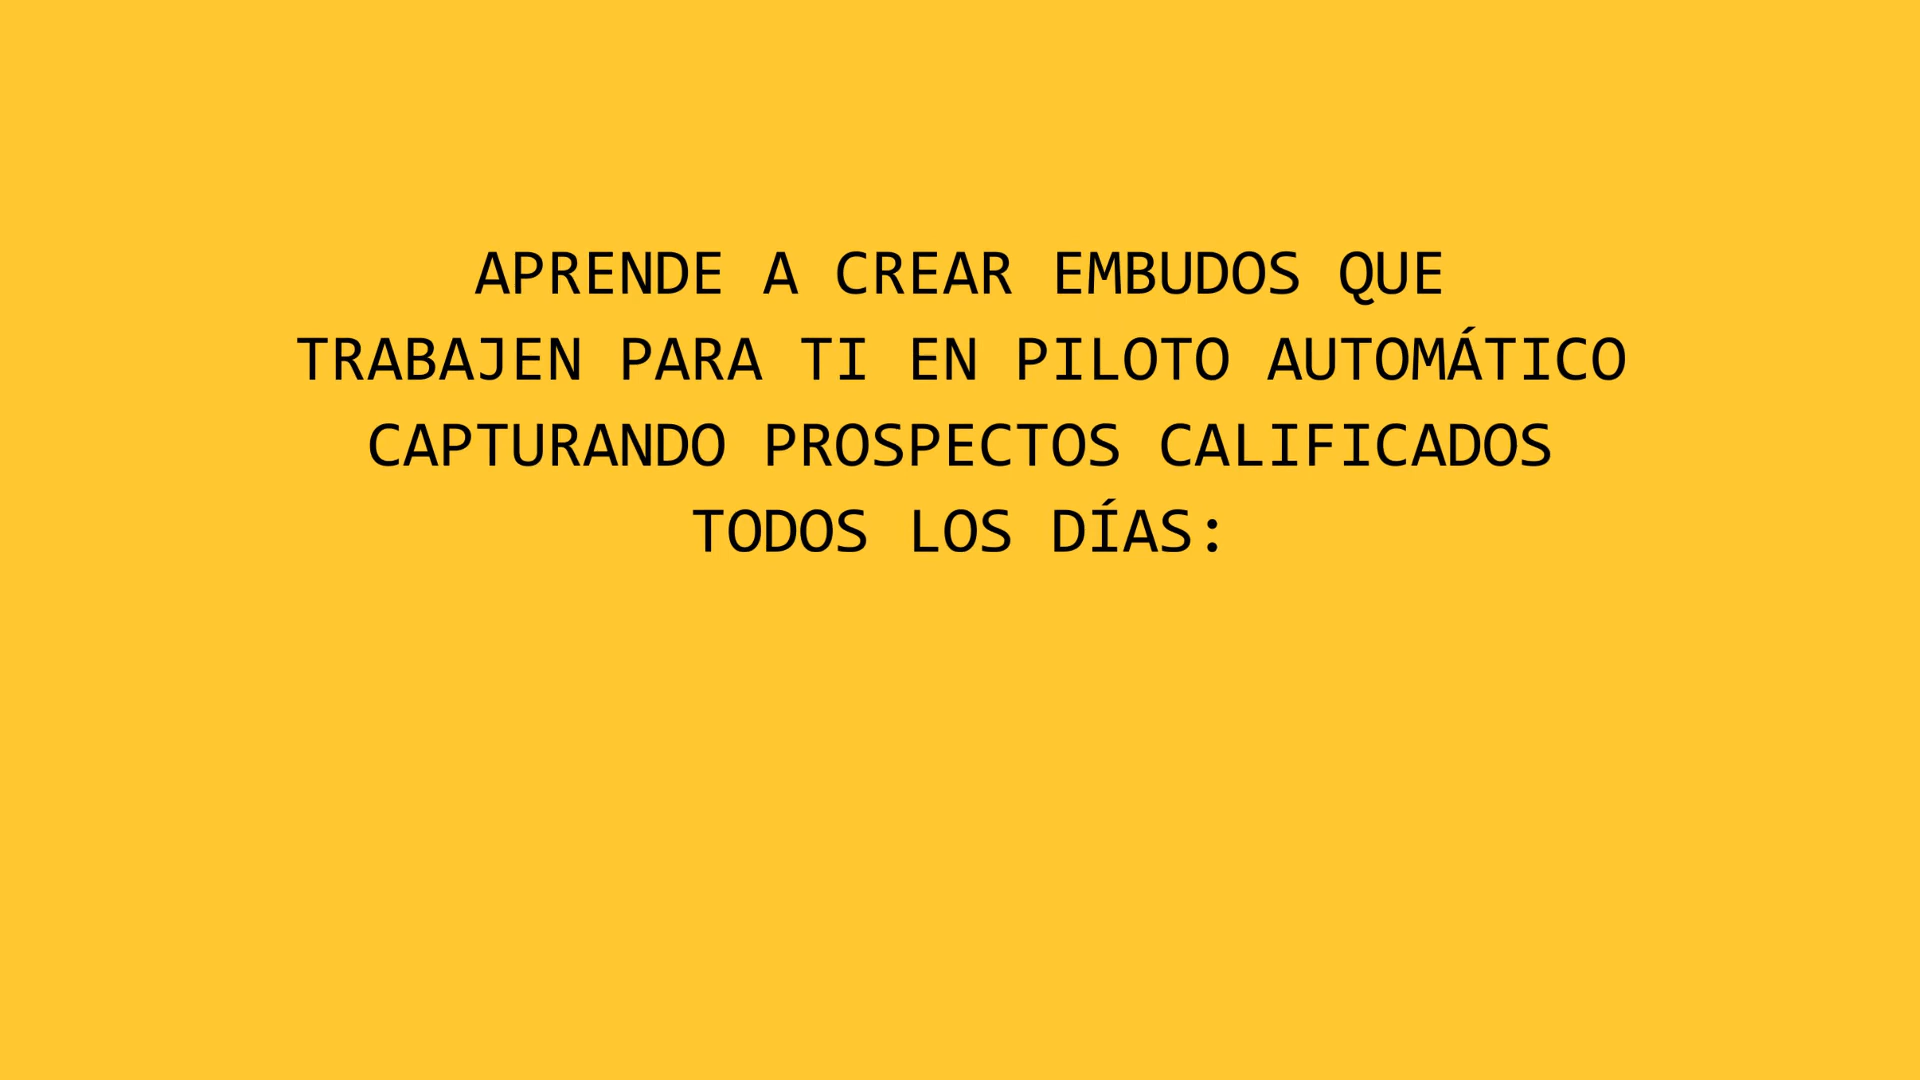 APRENDE A CREAR EMBUDOS QUE
TRABAJEN PARA TI EN PILOTO AUTOMÁTICO
CAPTURANDO PROSPECTOS CALIFICADOS
TODOS LOS DÍAS: